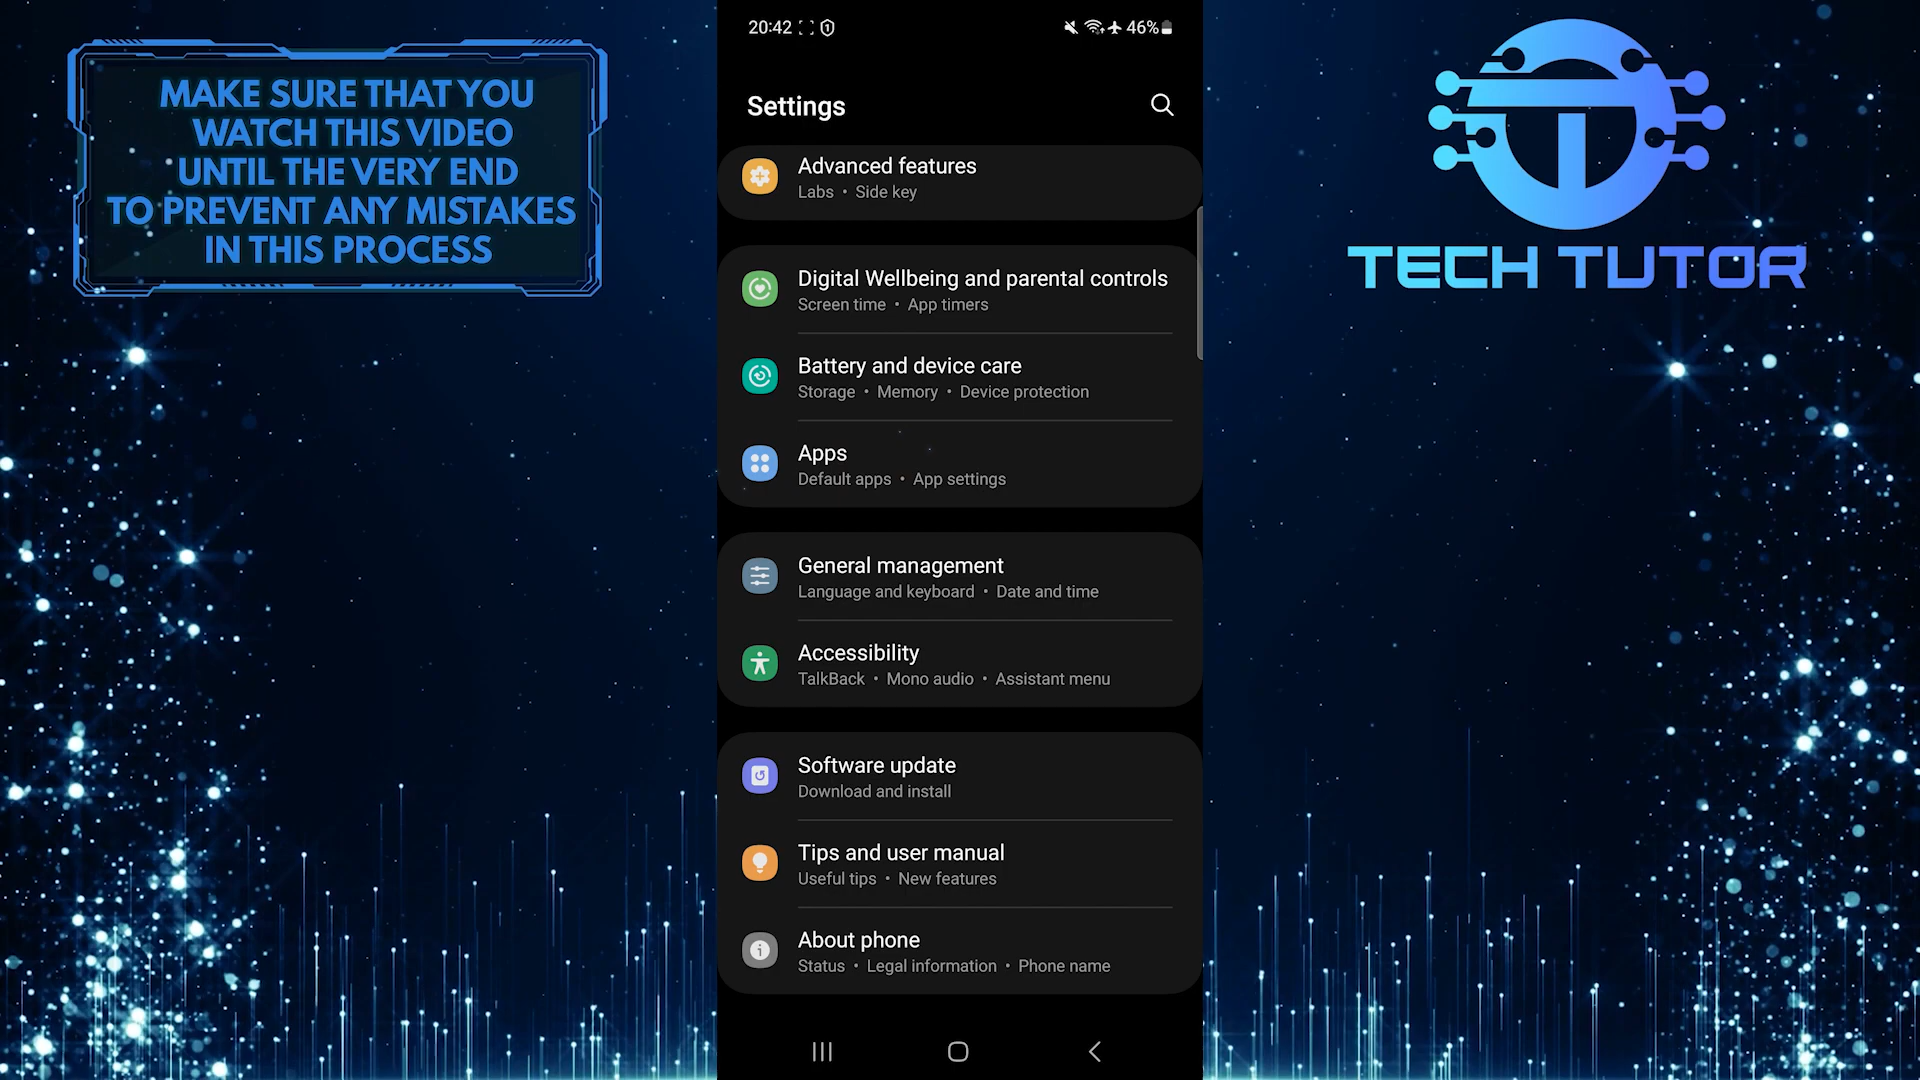 MAKE SURE THAT YOU
WATCH THIS VIDEO
UNTIL THE VERY END
TO PREVENT ANY MISTAKES
IN THIS PROCESS
20:42
46%
Settings
Advanced features
Labs • Side key
Digital Wellbeing and parental controls
Screen time • App timers
Battery and device care
Storage • Memory • Device protection
Apps
Default apps • App settings
General management
Language and keyboard • Date and time
Accessibility
TalkBack • Mono audio • Assistant menu
Software update
Download and install
Tips and user manual
Useful tips • New features
About phone
Status • Legal information • Phone name
TECH TUTOR